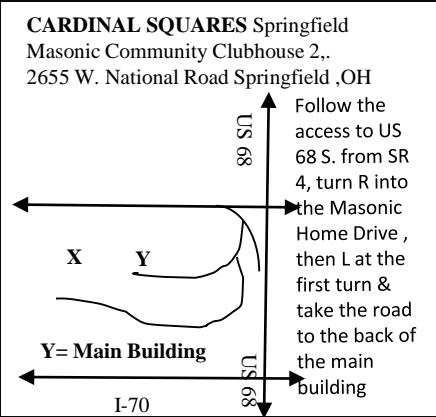 CARDINAL SQUARES Springfield
Masonic Community Clubhouse 2,.
2655 W. National Road Springfield ,OH
US 68
Follow the
access to US
68 S. from SR
4, turn R into
the Masonic
Home Drive ,
then L at the
first turn &
take the road
to the back of
the main
building
X
Y
Y= Main Building
US 68
I-70